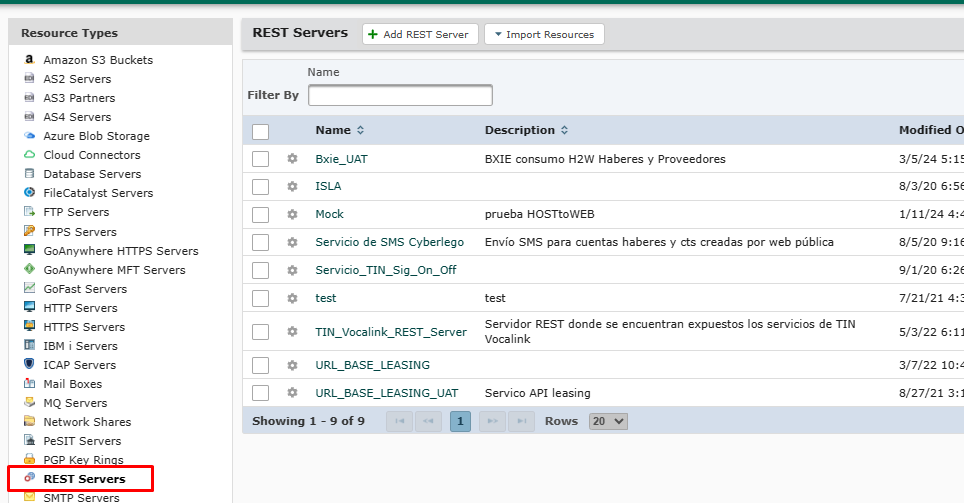 Resource Types
Amazon S3 Buckets
AS2 Servers
AS3 Partners
AS4 Servers
Azure Blob Storage
Cloud Connectors
Database Servers
FileCatalyst Servers
FTP Servers
FTPS Servers
GoAnywhere HTTPS Servers
GoAnywhere MFT Servers
GoFast Servers
HTTP Servers
HTTPS Servers
IBM i Servers
ICAP Servers
Mail Boxes
MQ Servers
Network Shares
PeSIT Servers
PGP Key Rings
REST Servers
SMTP Servers
REST Servers Add REST Server Import Resources
Name
Filter By
Name Description Modified O
Bxie_UAT BXIE consumo H2W Haberes y Proveedores 3/5/24 5:15
ISLA 8/3/20 6:56
Mock prueba HOSTtoWEB 1/11/24 4:4
Servicio de SMS Cyberlego Envío SMS para cuentas haberes y cts creadas por web pública 8/5/20 9:16
Servicio_TIN_Sig_On_Off 9/1/20 6:26
test test 7/21/21 4:3
TIN_Vocalink_REST_Server Servidor REST donde se encuentran expuestos los servicios de TIN 5/3/22 6:11
Vocalink
URL_BASE_LEASING 3/7/22 10:4
URL_BASE_LEASING_UAT Servico API leasing 8/27/21 3:1
Showing 1 - 9 of 9 1 Rows 20